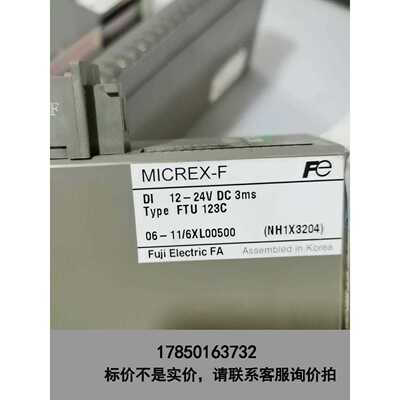 F
MICREX-F
Fe
DI 12-24V DC 3ms
Type FTU 123C
06-11/6XL00500 (NH1X3204)
Fuji Electric FA Assembled in Korea
17850163732
标价不是实价，请联系客服询价拍